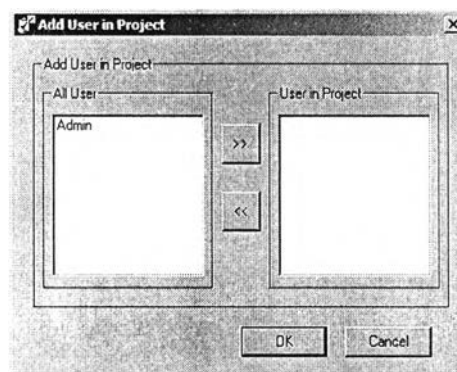 Add User in Project
Add User in Project
All User
User in Project
Admin
>>
<<
OK
Cancel